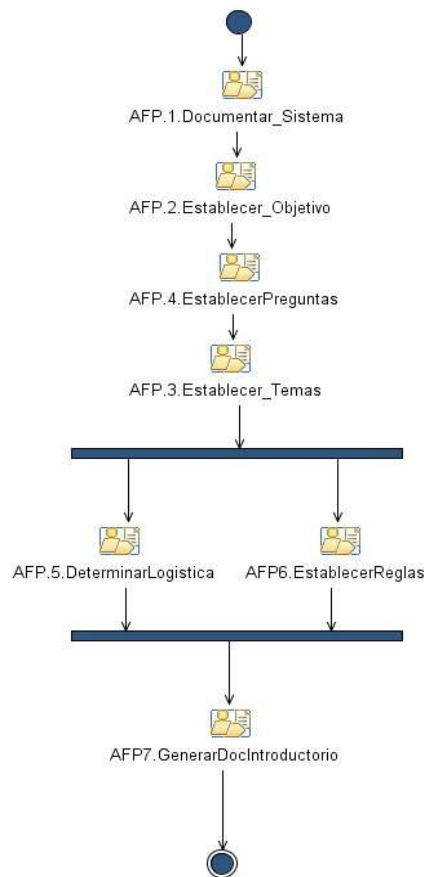 AFP.1.Documentar_Sistema
AFP.2.Establecer_Objetivo
AFP.4.EstablecerPreguntas
AFP.3.Establecer_Temas
AFP.5.DeterminarLogistica
AFP6.EstablecerReglas
AFP7.GenerarDocIntroductorio